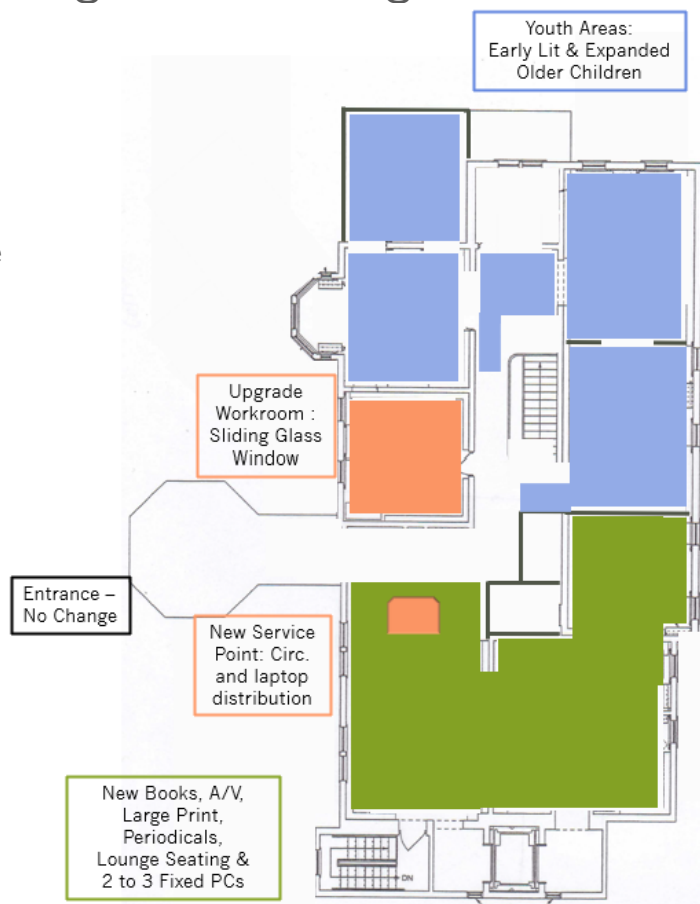 Youth Areas:
Early Lit & Expanded
Older Children
Upgrade
Workroom :
Sliding Glass
Window
Entrance –
No Change
New Service
Point: Circ.
and laptop
distribution
New Books, A/V,
Large Print,
Periodicals,
Lounge Seating &
2 to 3 Fixed PCs
DN